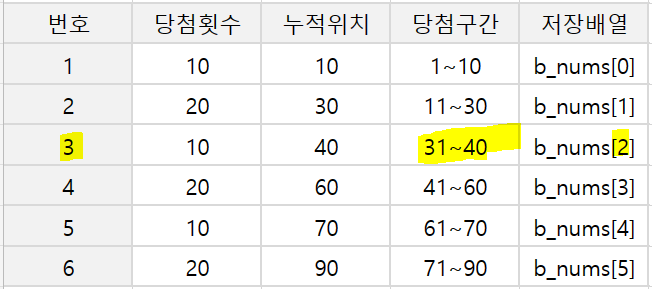 번호 당첨횟수 누적위치 당첨구간 저장배열
1 10 10 1~10 b_nums[0]
2 20 30 11~30 b_nums[1]
3 10 40 31~40 b_nums[2]
4 20 60 41~60 b_nums[3]
5 10 70 61~70 b_nums[4]
6 20 90 71~90 b_nums[5]